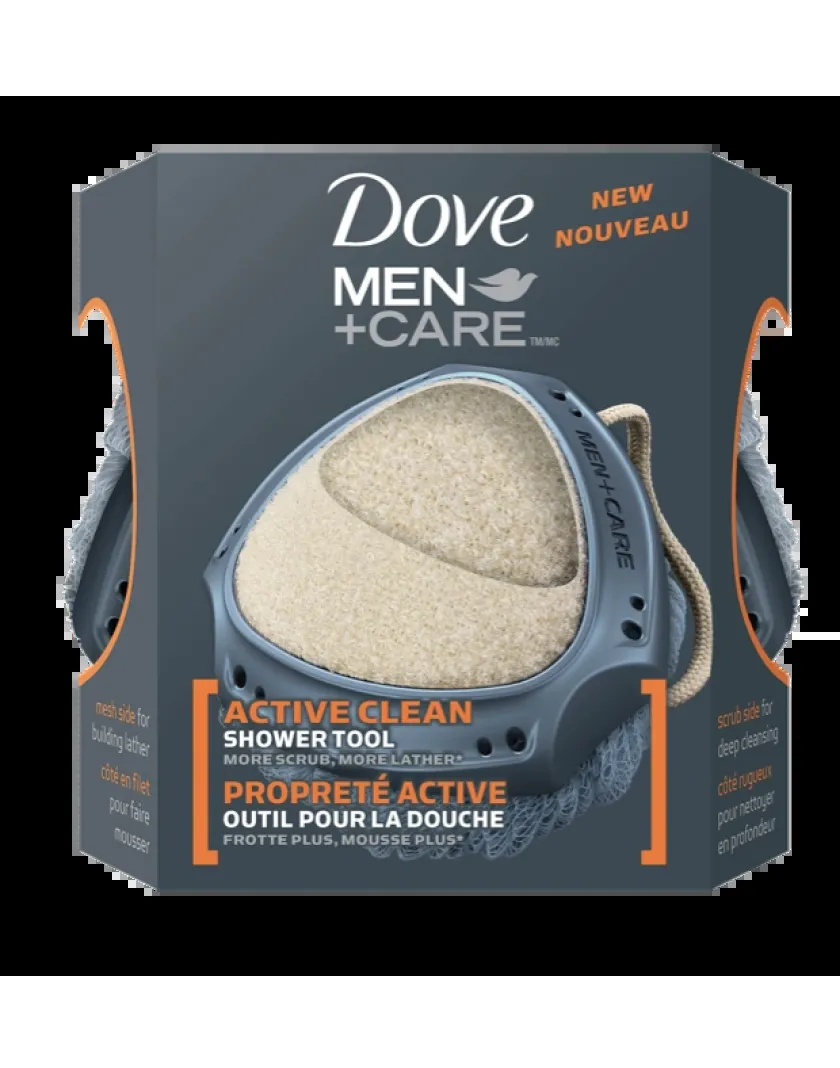 Dove
NEW
NOUVEAU
MEN
+CARE TM/MC
MEN+CARE
ACTIVE CLEAN
SHOWER TOOL
MORE SCRUB, MORE LATHER*
PROPRETÉ ACTIVE
OUTIL POUR LA DOUCHE
FROTTE PLUS, MOUSSE PLUS*
mesh side for
building lather
côté en filet
pour faire
mousser
scrub side for
deep cleansing
côté rugueux
pour nettoyer
en profondeur